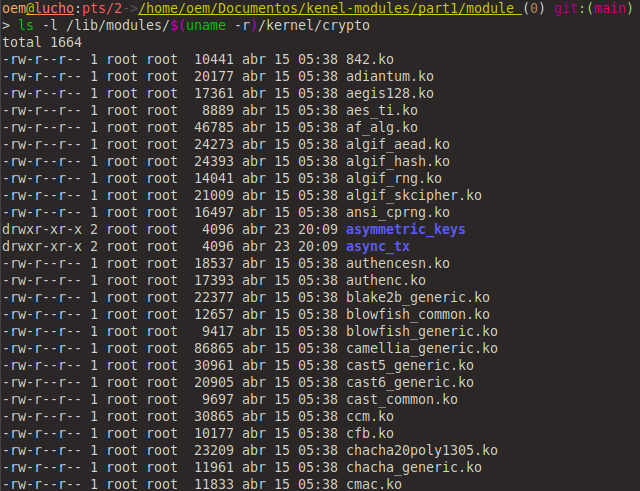 oem@lucho:pts/2->/home/oem/Documentos/kenel-modules/part1/module (0) git:(main)
> ls -l /lib/modules/$(uname -r)/kernel/crypto
total 1664
-rw-r--r-- 1 root root  10441 abr 15 05:38 842.ko
-rw-r--r-- 1 root root  20177 abr 15 05:38 adiantum.ko
-rw-r--r-- 1 root root  17361 abr 15 05:38 aegis128.ko
-rw-r--r-- 1 root root   8889 abr 15 05:38 aes_ti.ko
-rw-r--r-- 1 root root  46785 abr 15 05:38 af_alg.ko
-rw-r--r-- 1 root root  24273 abr 15 05:38 algif_aead.ko
-rw-r--r-- 1 root root  24393 abr 15 05:38 algif_hash.ko
-rw-r--r-- 1 root root  14041 abr 15 05:38 algif_rng.ko
-rw-r--r-- 1 root root  21009 abr 15 05:38 algif_skcipher.ko
-rw-r--r-- 1 root root  16497 abr 15 05:38 ansi_cprng.ko
drwxr-xr-x 2 root root   4096 abr 23 20:09 asymmetric_keys
drwxr-xr-x 2 root root   4096 abr 23 20:09 async_tx
-rw-r--r-- 1 root root  18537 abr 15 05:38 authencesn.ko
-rw-r--r-- 1 root root  17393 abr 15 05:38 authenc.ko
-rw-r--r-- 1 root root  22377 abr 15 05:38 blake2b_generic.ko
-rw-r--r-- 1 root root  12657 abr 15 05:38 blowfish_common.ko
-rw-r--r-- 1 root root   9417 abr 15 05:38 blowfish_generic.ko
-rw-r--r-- 1 root root  86865 abr 15 05:38 camellia_generic.ko
-rw-r--r-- 1 root root  30961 abr 15 05:38 cast5_generic.ko
-rw-r--r-- 1 root root  20905 abr 15 05:38 cast6_generic.ko
-rw-r--r-- 1 root root   9697 abr 15 05:38 cast_common.ko
-rw-r--r-- 1 root root  30865 abr 15 05:38 ccm.ko
-rw-r--r-- 1 root root  10177 abr 15 05:38 cfb.ko
-rw-r--r-- 1 root root  23209 abr 15 05:38 chacha20poly1305.ko
-rw-r--r-- 1 root root  11961 abr 15 05:38 chacha_generic.ko
-rw-r--r-- 1 root root  11833 abr 15 05:38 cmac.ko